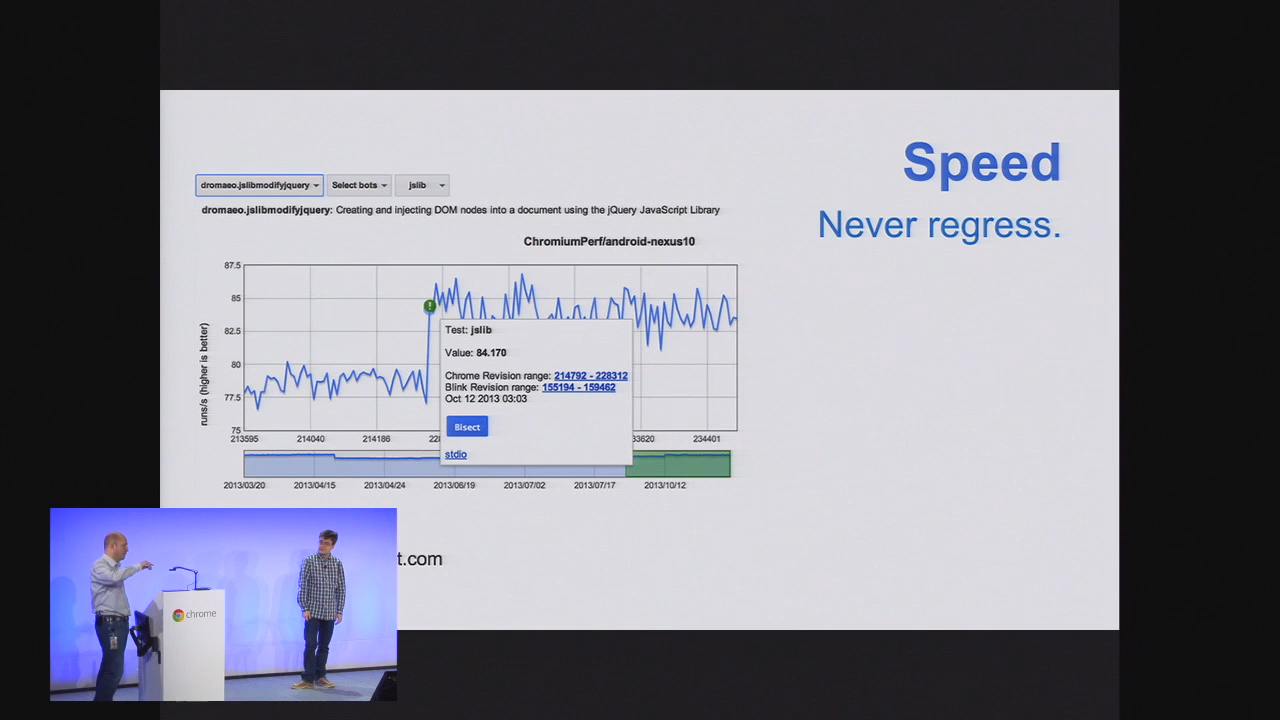 Speed
Never regress.
dromaeo.jslibmodifyjquery
Select bots
jslib
dromaeo.jslibmodifyjquery: Creating and injecting DOM nodes into a document using the jQuery JavaScript Library
ChromiumPerf/android-nexus10
runs/s (higher is better)
87.5
85
82.5
80
77.5
75
213595
214040
214186
22
33620
234401
!
Test: jslib
Value: 84.170
Chrome Revision range: 214792 - 228312
Blink Revision range: 155194 - 159462
Oct 12 2013 03:03
Bisect
stdio
2013/03/20
2013/04/15
2013/04/24
2013/06/19
2013/07/02
2013/07/17
2013/10/12
t.com
chrome